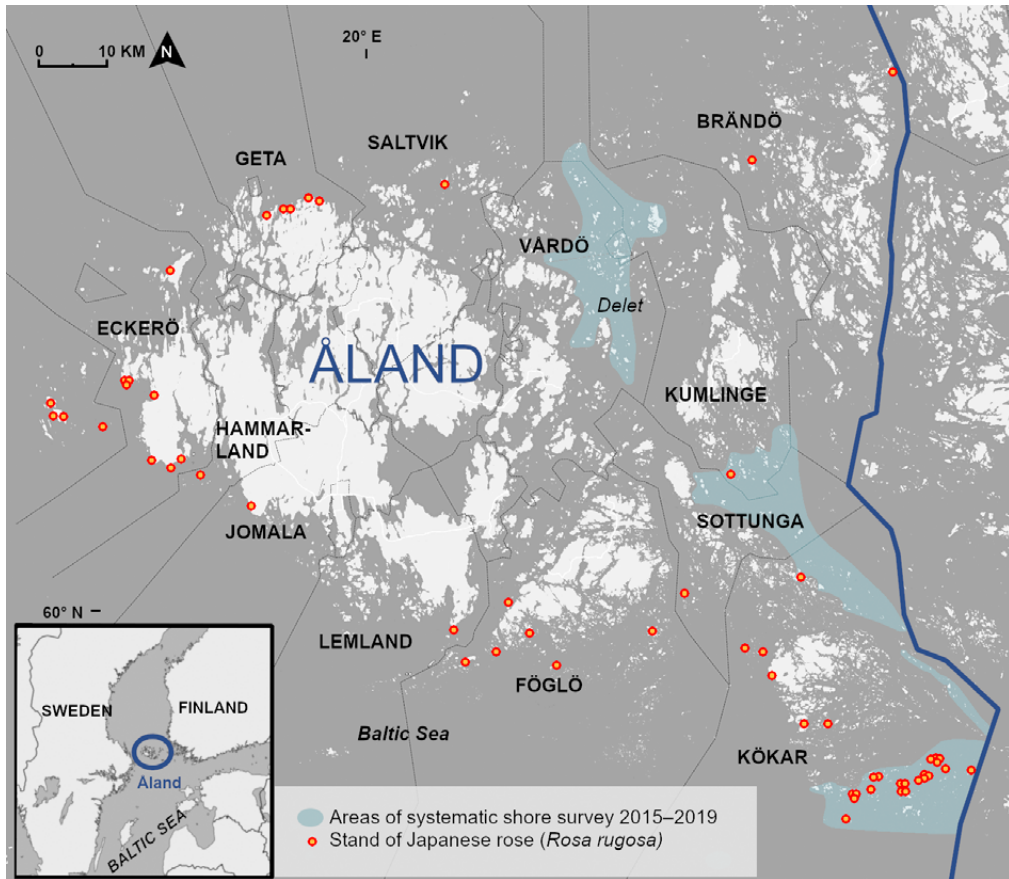 0 10 KM
N
20° E
BRÄNDÖ
SALTVIK
GETA
VÅRDÖ
Delet
ECKERÖ
ÅLAND
KUMLINGE
HAMMAR-
LAND
SOTTUNGA
JOMALA
60° N
LEMLAND
FÖGLÖ
SWEDEN
FINLAND
Baltic Sea
KÖKAR
Åland
BALTIC SEA
Areas of systematic shore survey 2015–2019
Stand of Japanese rose (Rosa rugosa)